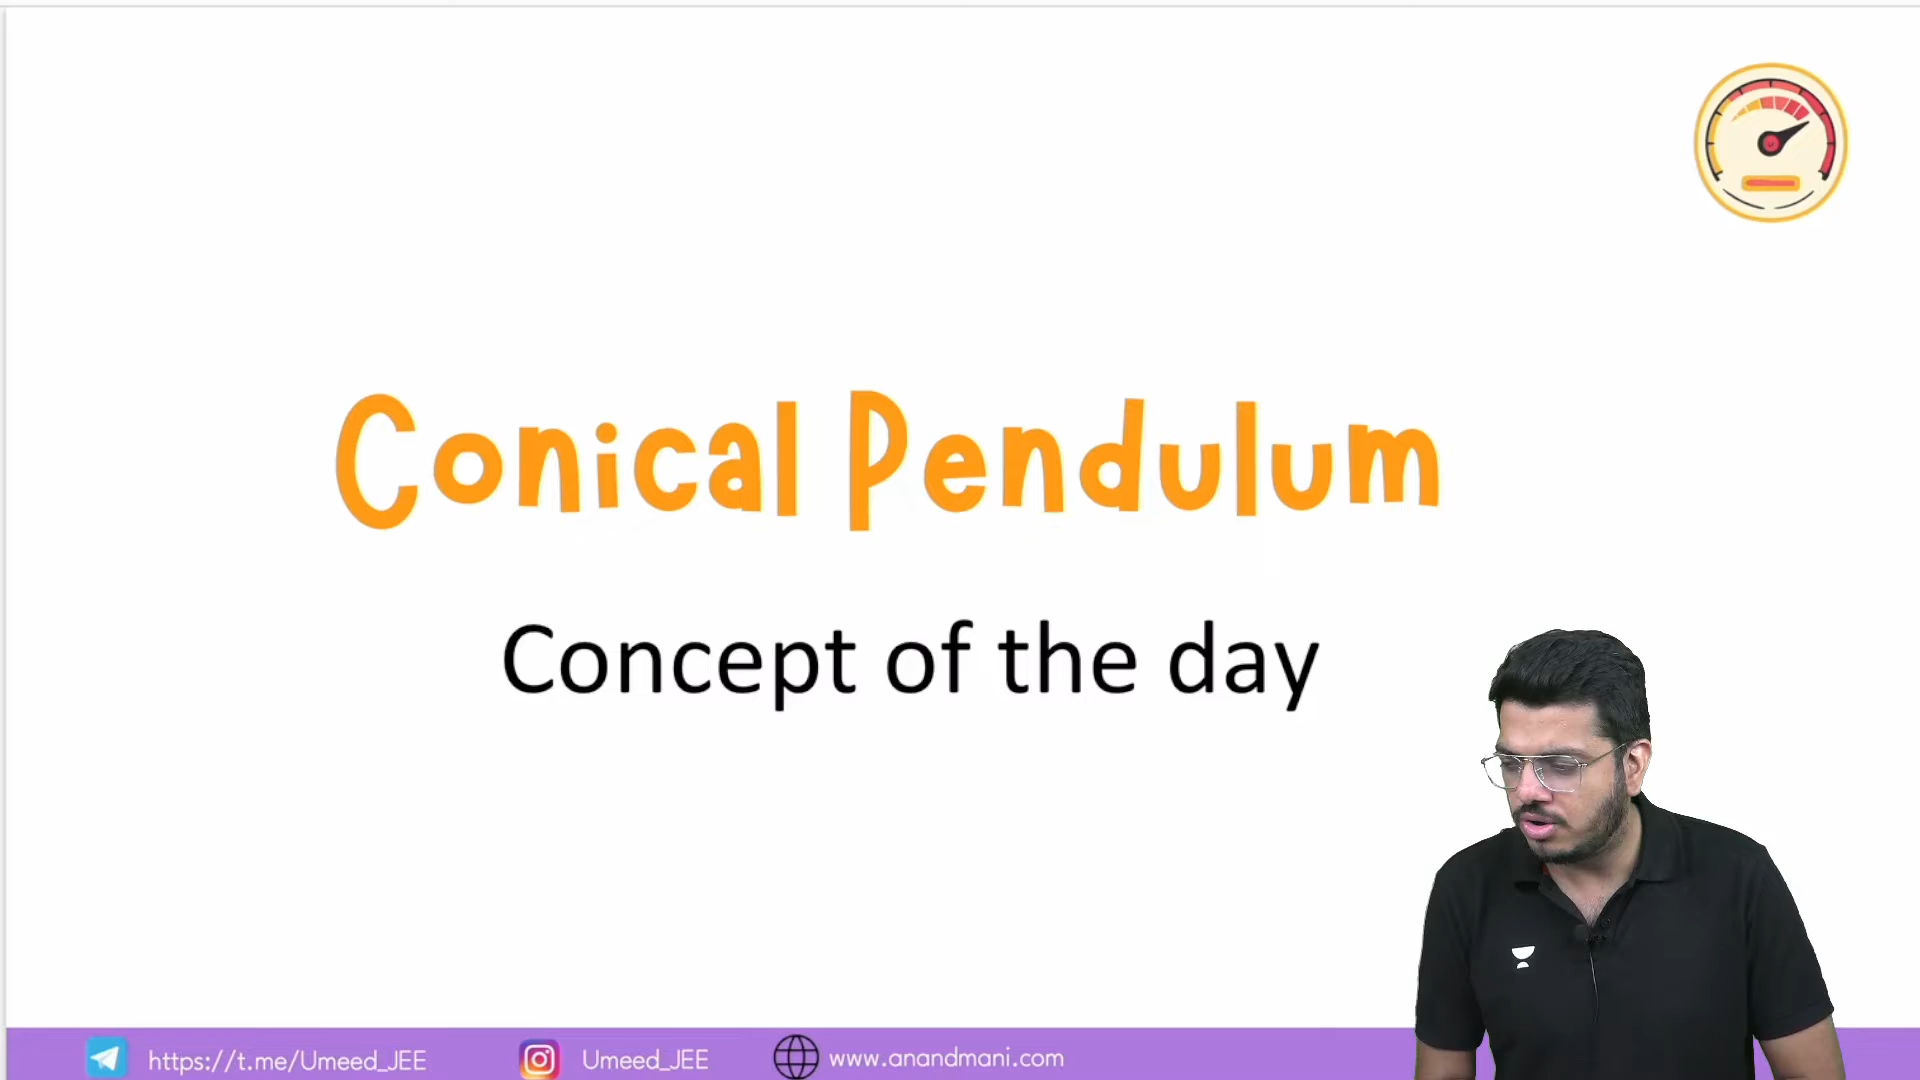 Conical Pendulum
Concept of the day
https://t.me/Umeed_JEE
Umeed_JEE
www.anandmani.com